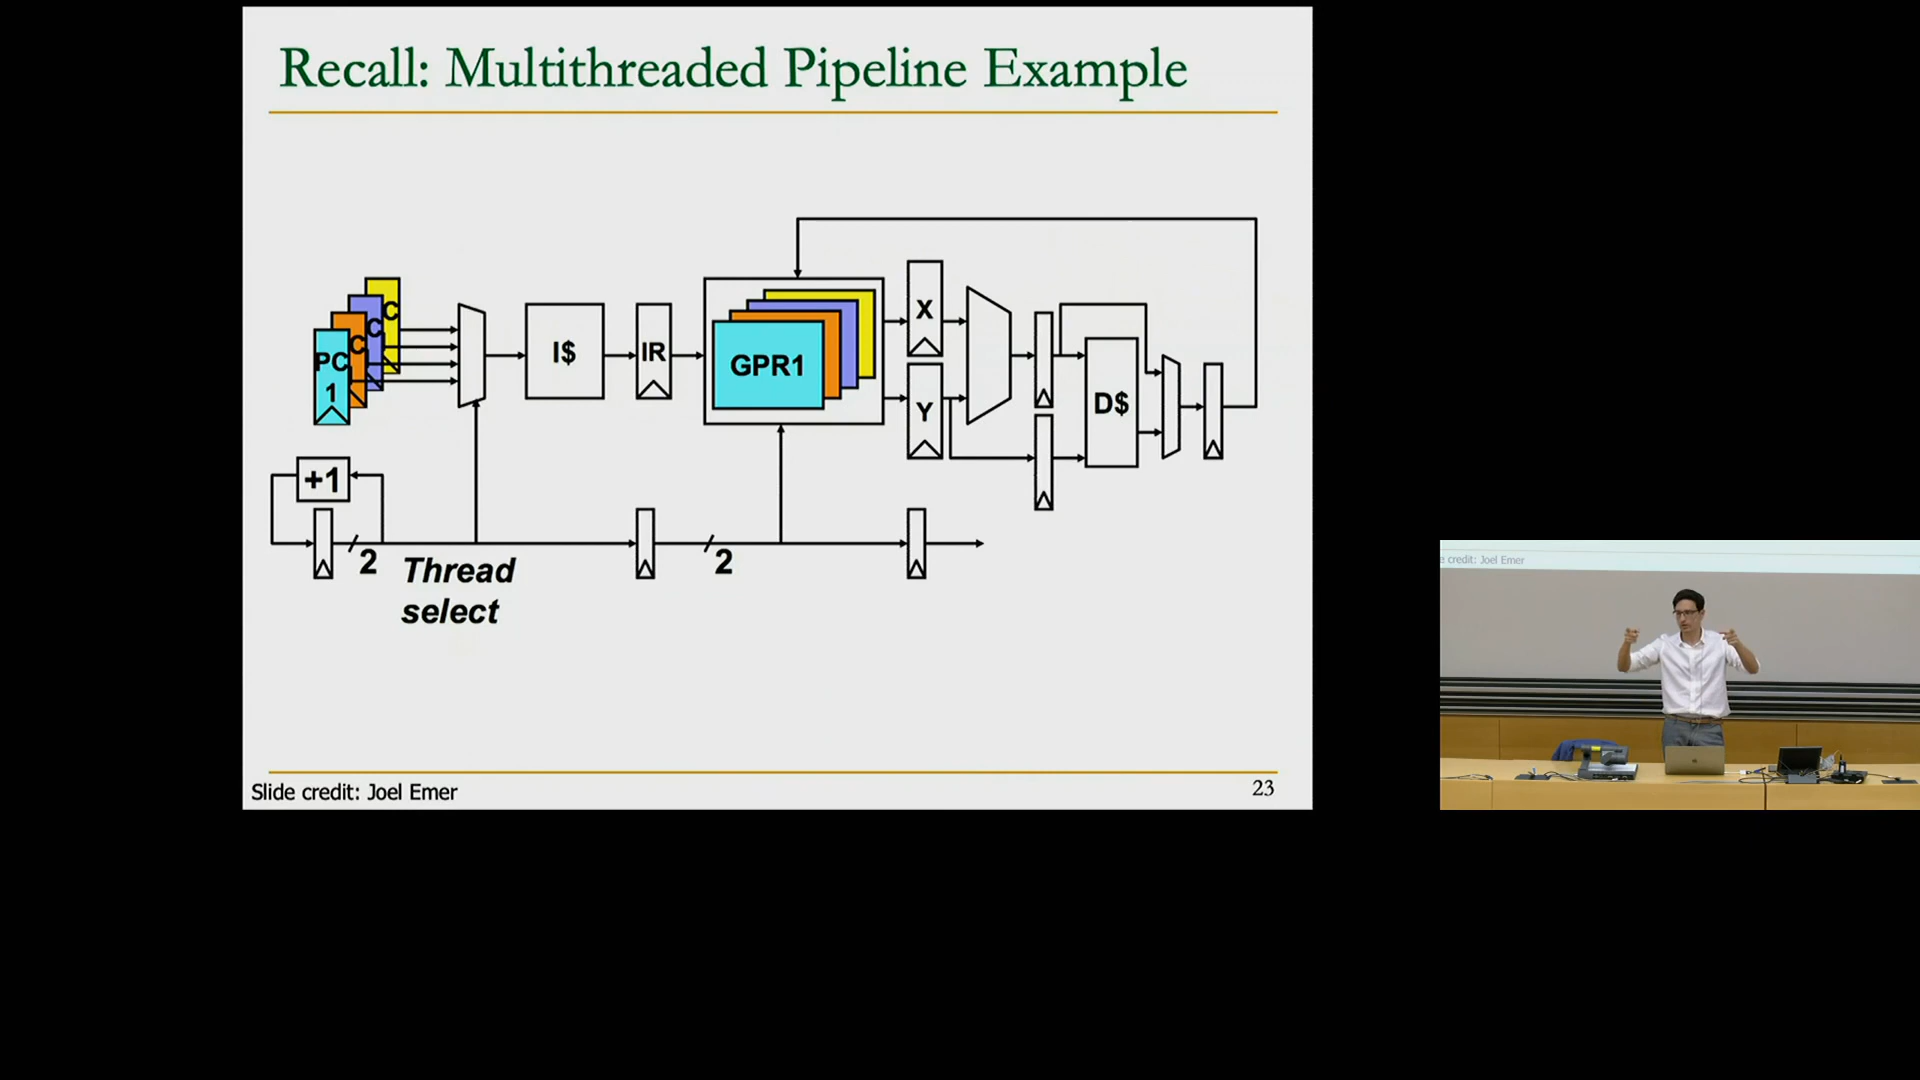 Recall: Multithreaded Pipeline Example
C
C
C
PC
1
I$
IR
GPR1
X
Y
D$
+1
2
Thread
select
2
Slide credit: Joel Emer
23
e credit: Joel Emer